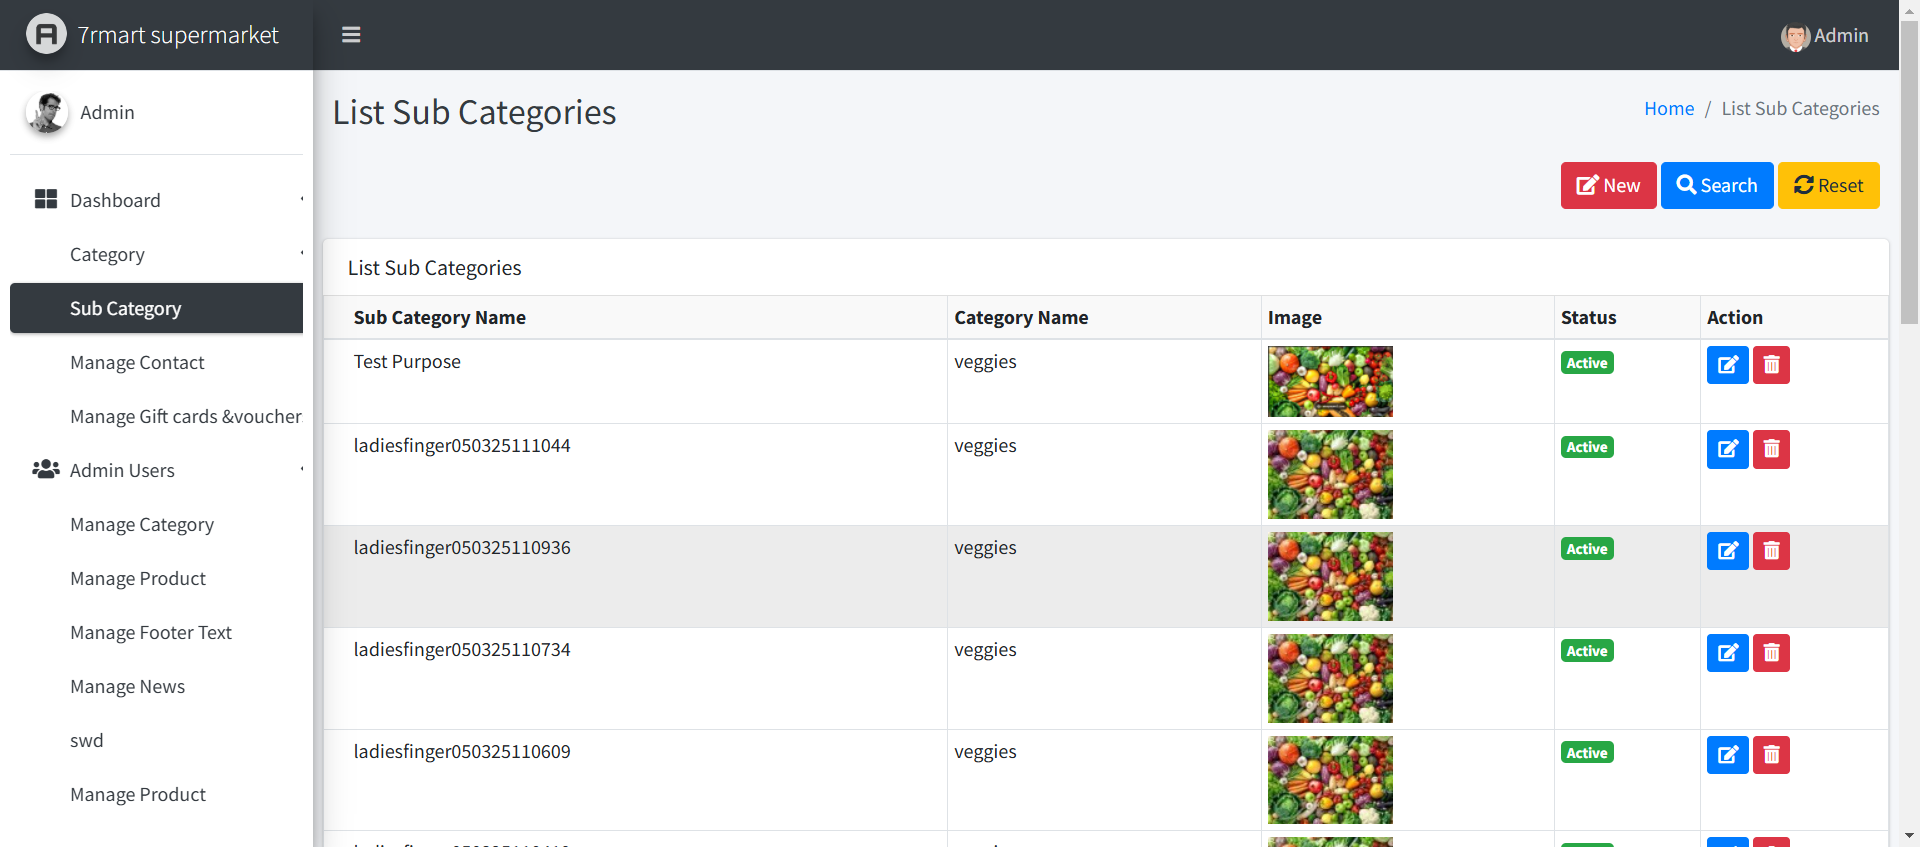 7rmart supermarket
Admin
Admin
List Sub Categories
Home / List Sub Categories
New
Search
Reset
Dashboard
Category
Sub Category
Manage Contact
Manage Gift cards &voucher
Admin Users
Manage Category
Manage Product
Manage Footer Text
Manage News
swd
Manage Product
List Sub Categories
Sub Category Name Category Name Image Status Action
Test Purpose veggies Active
ladiesfinger050325111044 veggies Active
ladiesfinger050325110936 veggies Active
ladiesfinger050325110734 veggies Active
ladiesfinger050325110609 veggies Active